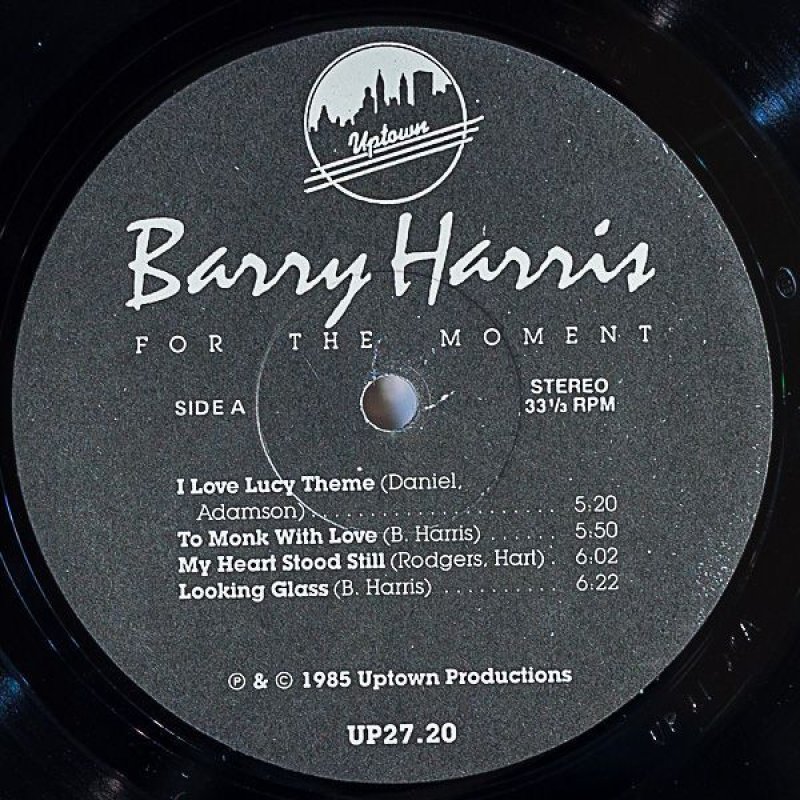 Uptown
Barry Harris
FOR THE MOMENT
SIDE A
STEREO
33 1/3 RPM
I Love Lucy Theme (Daniel,
Adamson) . . . . . . . . . . . . . . . . . . . . . . 5:20
To Monk With Love (B. Harris) . . . . . . 5:50
My Heart Stood Still (Rodgers, Hart) . 6:02
Looking Glass (B. Harris) . . . . . . . . . . 6:22
℗ & © 1985 Uptown Productions
UP27.20